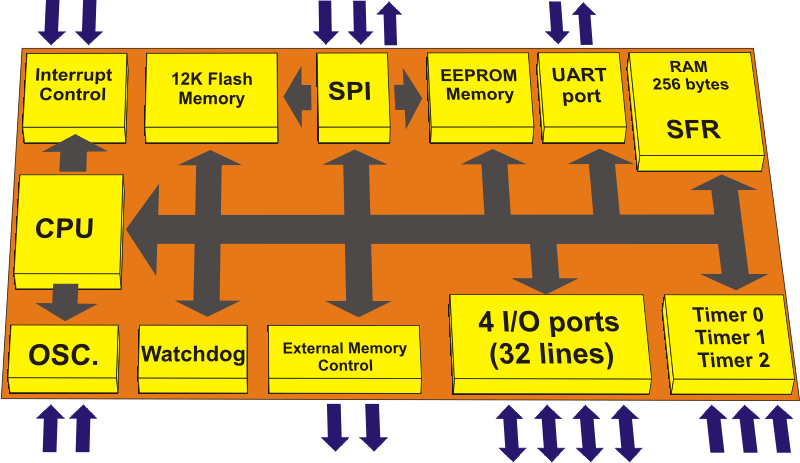 Interrupt
Control
12K Flash
Memory
SPI
EEPROM
Memory
UART
port
RAM
256 bytes
SFR
CPU
OSC.
Watchdog
External Memory
Control
4 I/O ports
(32 lines)
Timer 0
Timer 1
Timer 2